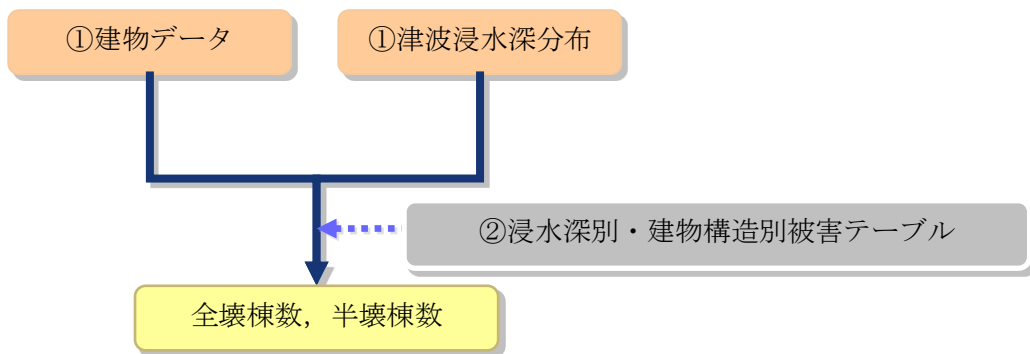 ①建物データ
①津波浸水深分布
②浸水深別・建物構造別被害テーブル
全壊棟数，半壊棟数